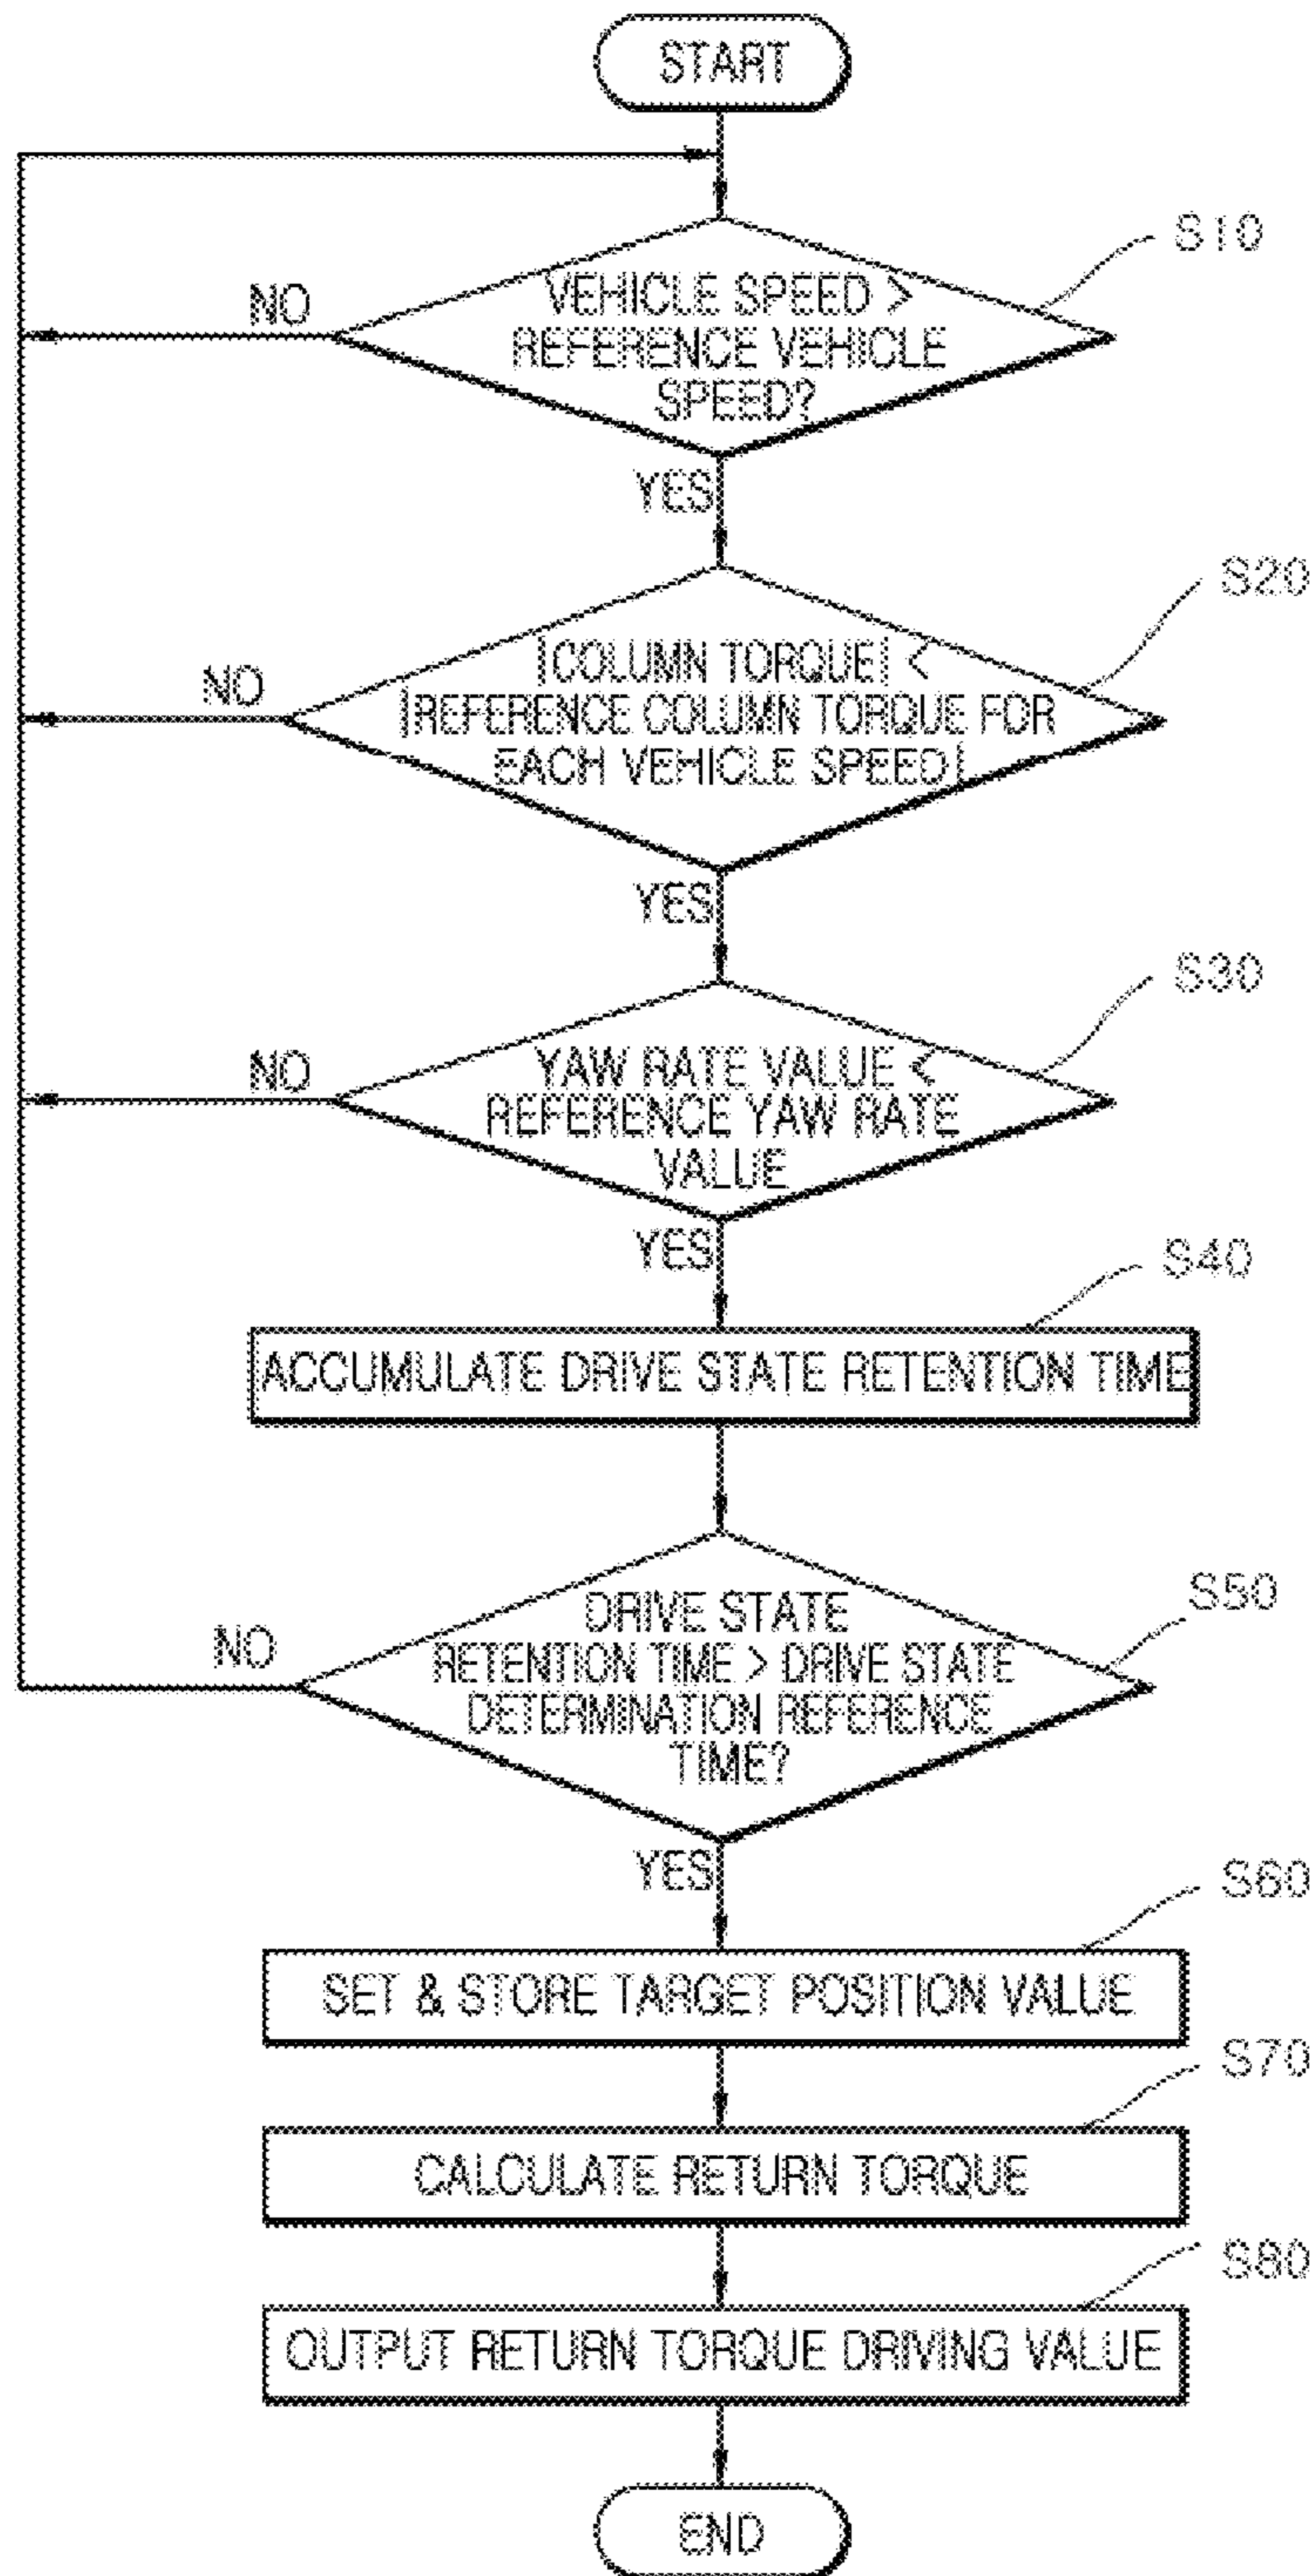 START
S10
NO
VEHICLE SPEED >
REFERENCE VEHICLE
SPEED?
YES
S20
NO
|COLUMN TORQUE| <
|REFERENCE COLUMN TORQUE FOR
EACH VEHICLE SPEED|
YES
S30
NO
YAW RATE VALUE <
REFERENCE YAW RATE
VALUE
YES
S40
ACCUMULATE DRIVE STATE RETENTION TIME
S50
NO
DRIVE STATE
RETENTION TIME > DRIVE STATE
DETERMINATION REFERENCE
TIME?
YES
S60
SET & STORE TARGET POSITION VALUE
S70
CALCULATE RETURN TORQUE
S80
OUTPUT RETURN TORQUE DRIVING VALUE
END